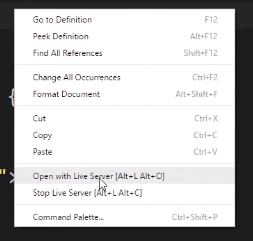 Go to Definition F12
Peek Definition Alt+F12
Find All References Shift+F12
Change All Occurrences Ctrl+F2
Format Document Alt+Shift+F
{
Cut Ctrl+X
Copy Ctrl+C
Paste Ctrl+V
">
Open with Live Server [Alt+L Alt+O]
Stop Live Server [Alt+L Alt+C]
Command Palette... Ctrl+Shift+P